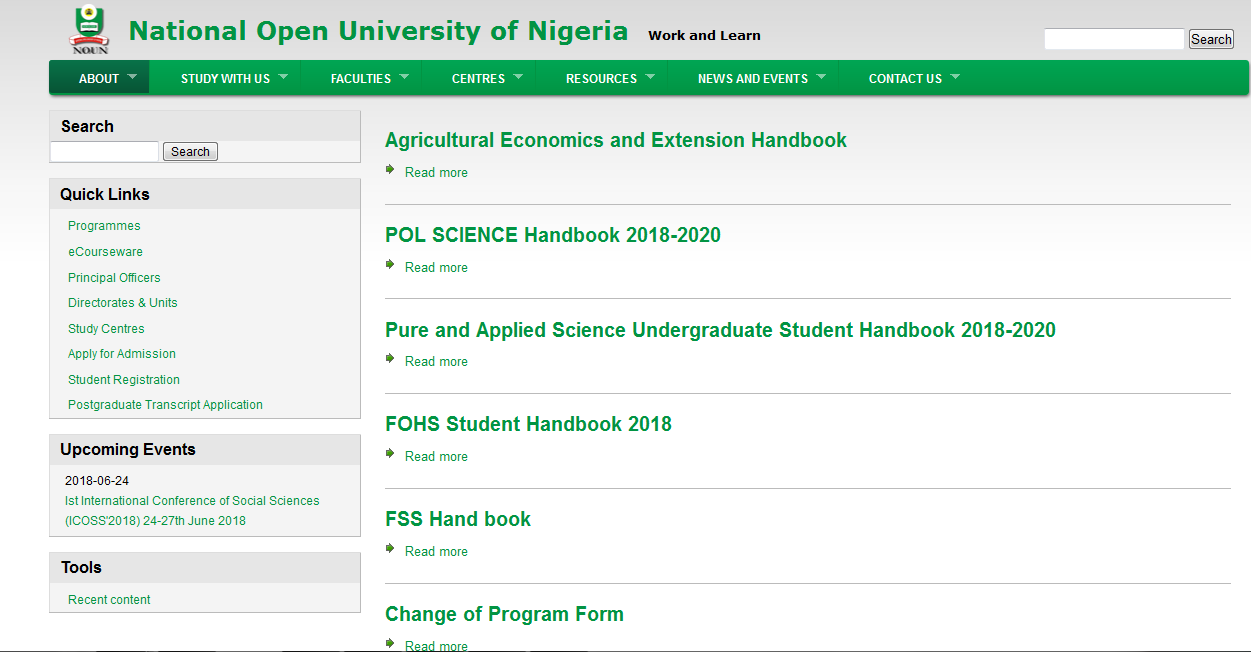 NOUN
National Open University of Nigeria
Work and Learn
Search
ABOUT
STUDY WITH US
FACULTIES
CENTRES
RESOURCES
NEWS AND EVENTS
CONTACT US
Search
Search
Quick Links
Programmes
eCourseware
Principal Officers
Directorates & Units
Study Centres
Apply for Admission
Student Registration
Postgraduate Transcript Application
Upcoming Events
2018-06-24
Ist International Conference of Social Sciences
(ICOSS'2018) 24-27th June 2018
Tools
Recent content
Agricultural Economics and Extension Handbook
Read more
POL SCIENCE Handbook 2018-2020
Read more
Pure and Applied Science Undergraduate Student Handbook 2018-2020
Read more
FOHS Student Handbook 2018
Read more
FSS Hand book
Read more
Change of Program Form
Read more